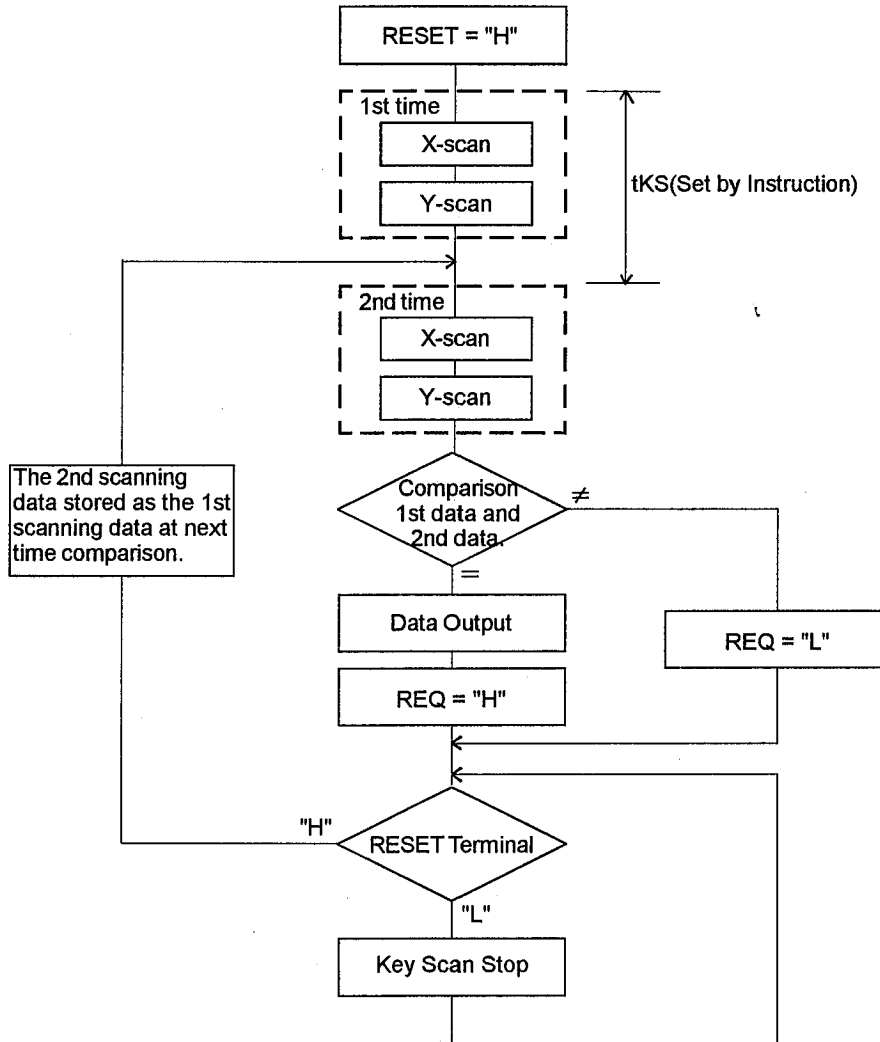 RESET = "H"
1st time
X-scan
tKS(Set by Instruction)
Y-scan
2nd time
X-scan
Y-scan
The 2nd scanning
data stored as the 1st
scanning data at next
time comparison.
Comparison
1st data and
2nd data.
≠
=
Data Output
REQ = "L"
REQ = "H"
"H"
RESET Terminal
"L"
Key Scan Stop